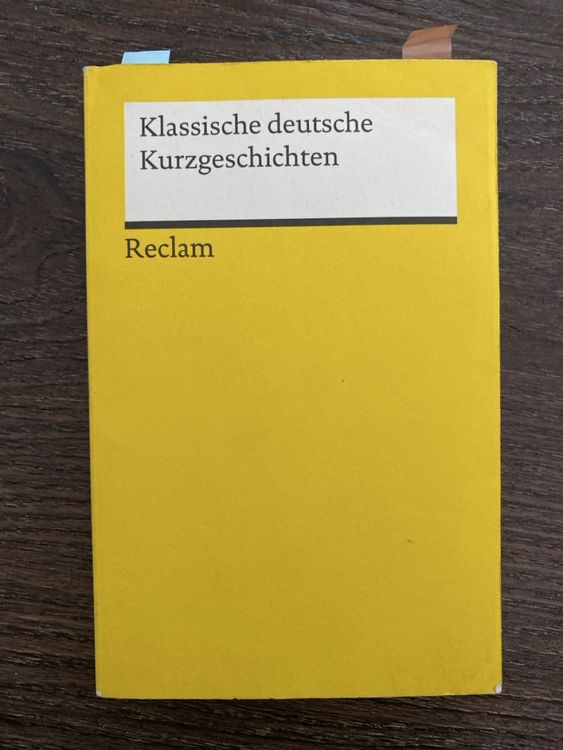 Klassische deutsche
Kurzgeschichten
Reclam